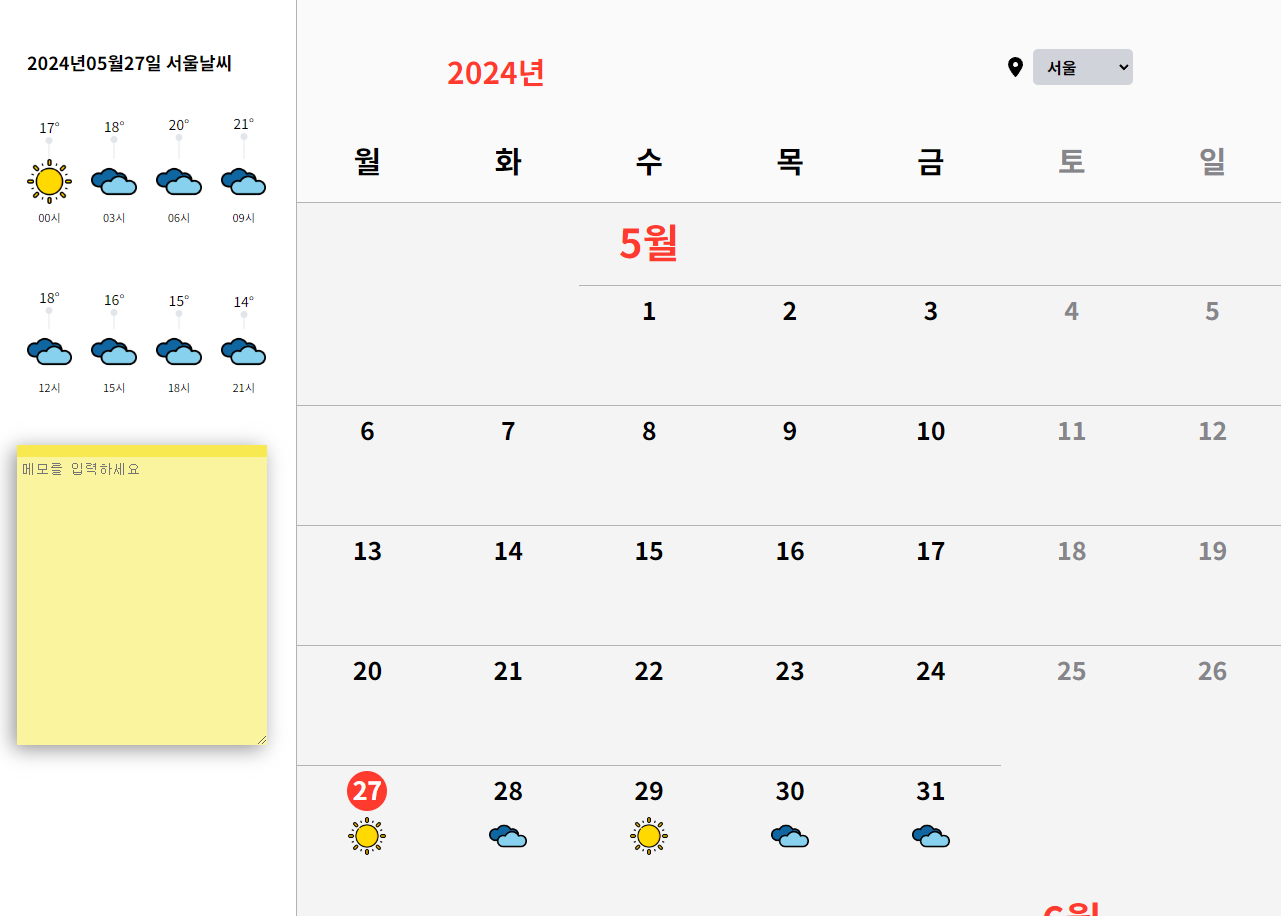 2024년05월27일 서울날씨
17° 18° 20° 21°
00시 03시 06시 09시
18° 16° 15° 14°
12시 15시 18시 21시
메모를 입력하세요
2024년
서울
월 화 수 목 금 토 일
5월
1 2 3 4 5
6 7 8 9 10 11 12
13 14 15 16 17 18 19
20 21 22 23 24 25 26
27 28 29 30 31
6월